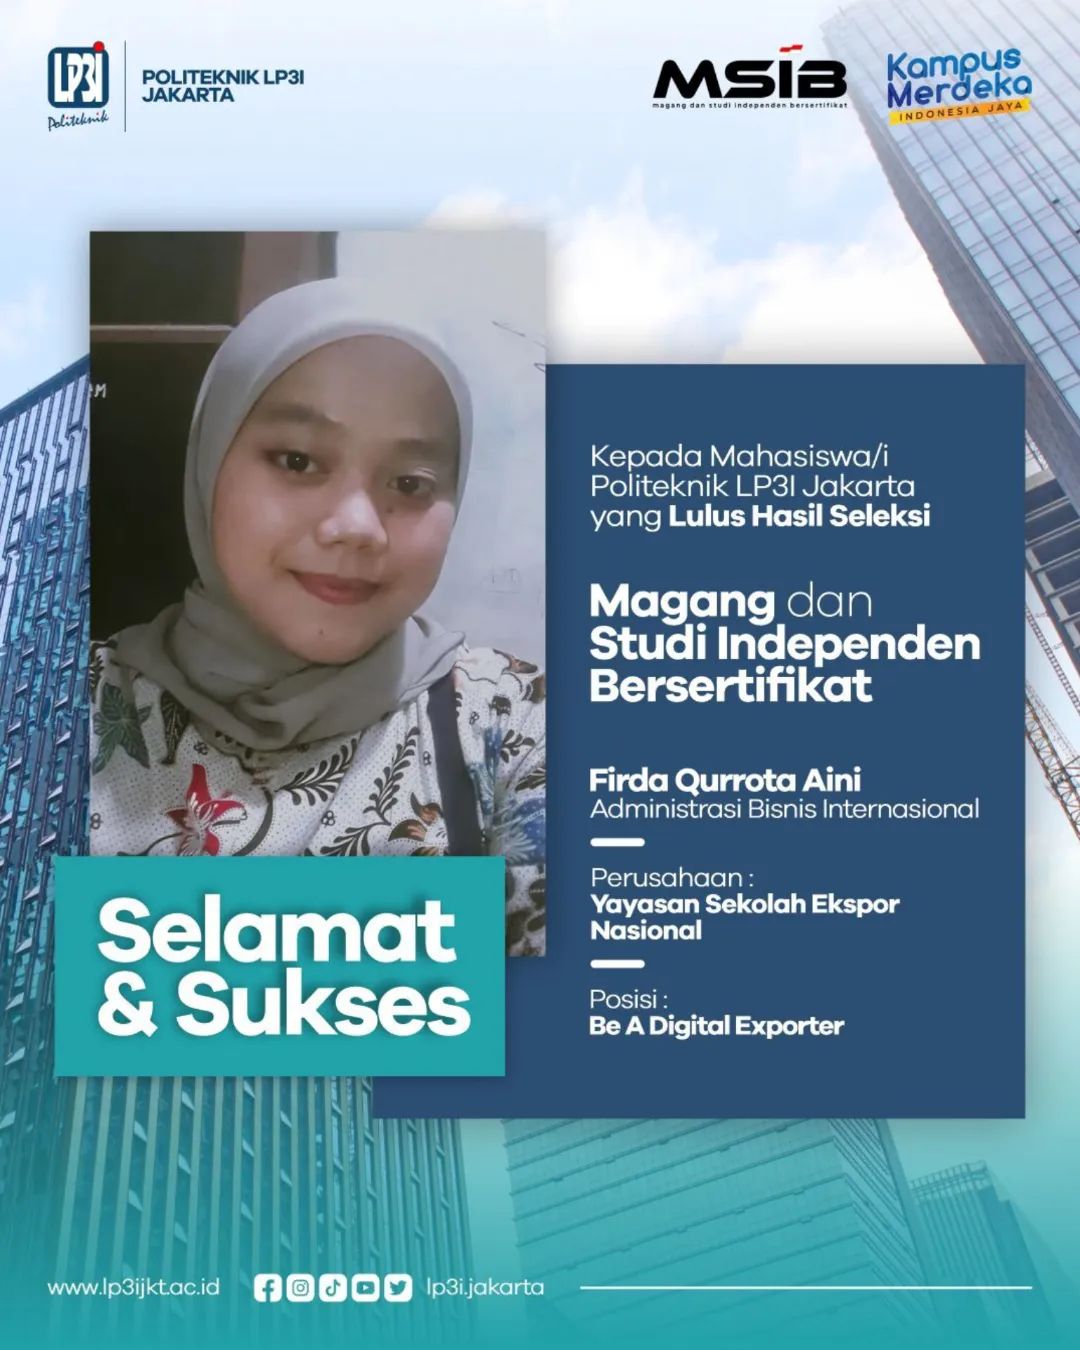 LP3I
Politeknik
POLITEKNIK LP3I
JAKARTA
MSIB
magang dan studi independen bersertifikat
Kampus
Merdeka
INDONESIA JAYA
Kepada Mahasiswa/i
Politeknik LP3I Jakarta
yang Lulus Hasil Seleksi
Magang dan
Studi Independen
Bersertifikat
Firda Qurrota Aini
Administrasi Bisnis Internasional
Perusahaan :
Yayasan Sekolah Ekspor
Nasional
Posisi :
Be A Digital Exporter
Selamat
& Sukses
www.lp3ijkt.ac.id
lp3i.jakarta